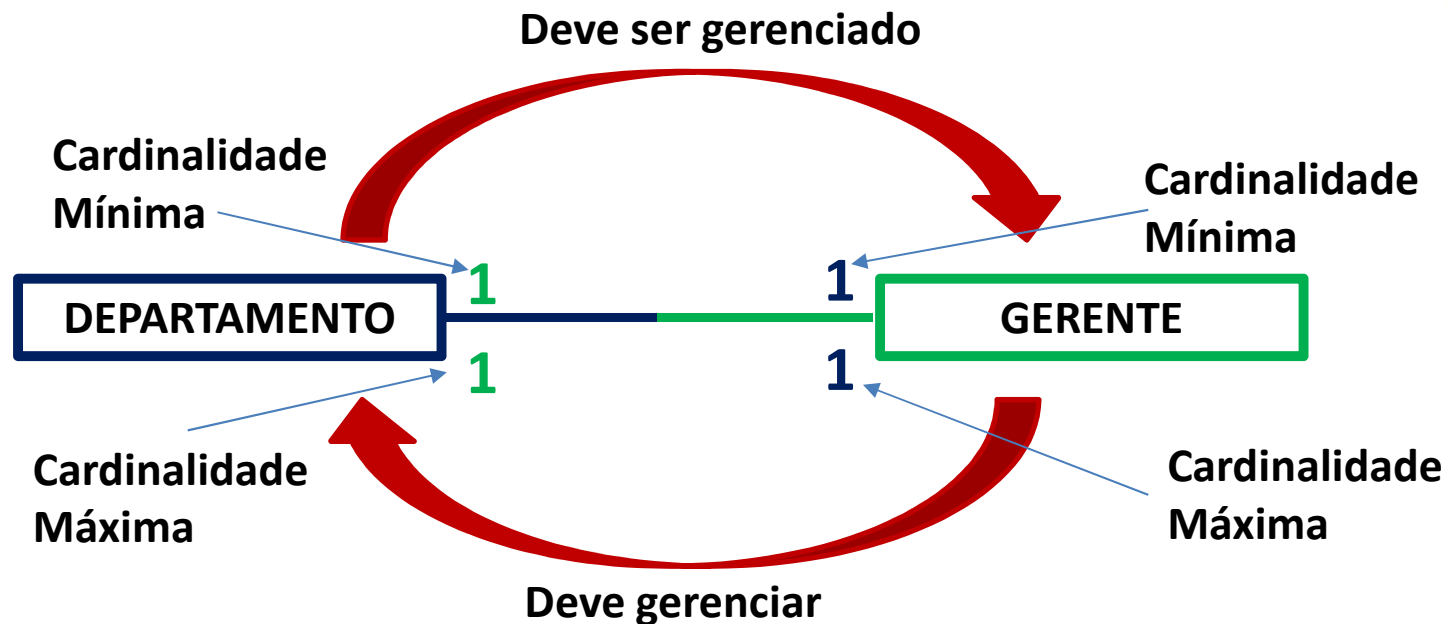 Deve ser gerenciado
Cardinalidade
Mínima
Cardinalidade
Mínima
1
1
DEPARTAMENTO
GERENTE
1
1
Cardinalidade
Máxima
Cardinalidade
Máxima
Deve gerenciar